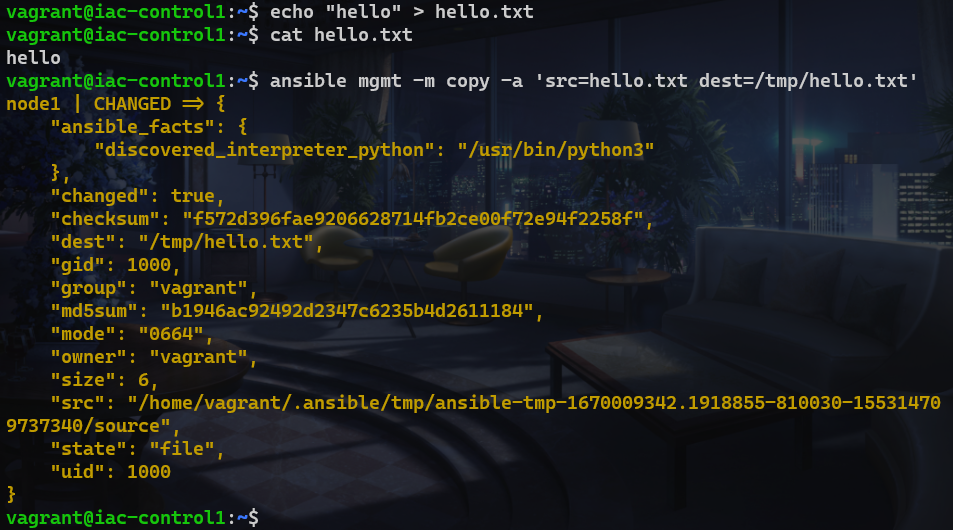 vagrant@iac-control1:~$ echo "hello" > hello.txt
vagrant@iac-control1:~$ cat hello.txt
hello
vagrant@iac-control1:~$ ansible mgmt -m copy -a 'src=hello.txt dest=/tmp/hello.txt'
node1 | CHANGED => {
    "ansible_facts": {
        "discovered_interpreter_python": "/usr/bin/python3"
    },
    "changed": true,
    "checksum": "f572d396fae9206628714fb2ce00f72e94f2258f",
    "dest": "/tmp/hello.txt",
    "gid": 1000,
    "group": "vagrant",
    "md5sum": "b1946ac92492d2347c6235b4d2611184",
    "mode": "0664",
    "owner": "vagrant",
    "size": 6,
    "src": "/home/vagrant/.ansible/tmp/ansible-tmp-1670009342.1918855-810030-15531470
9737340/source",
    "state": "file",
    "uid": 1000
}
vagrant@iac-control1:~$